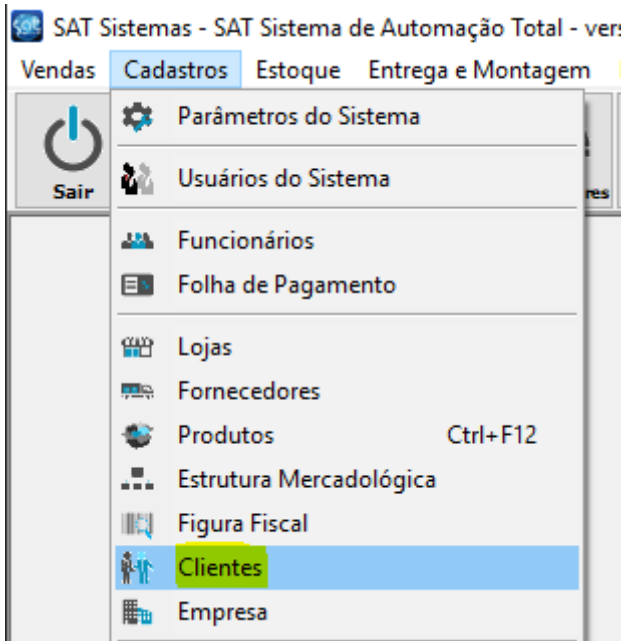 SAT Sistemas - SAT Sistema de Automação Total - vers
Vendas Cadastros Estoque Entrega e Montagem
Parâmetros do Sistema
Usuários do Sistema
Sair
res
Funcionários
Folha de Pagamento
Lojas
Fornecedores
Produtos Ctrl+F12
Estrutura Mercadológica
Figura Fiscal
Clientes
Empresa